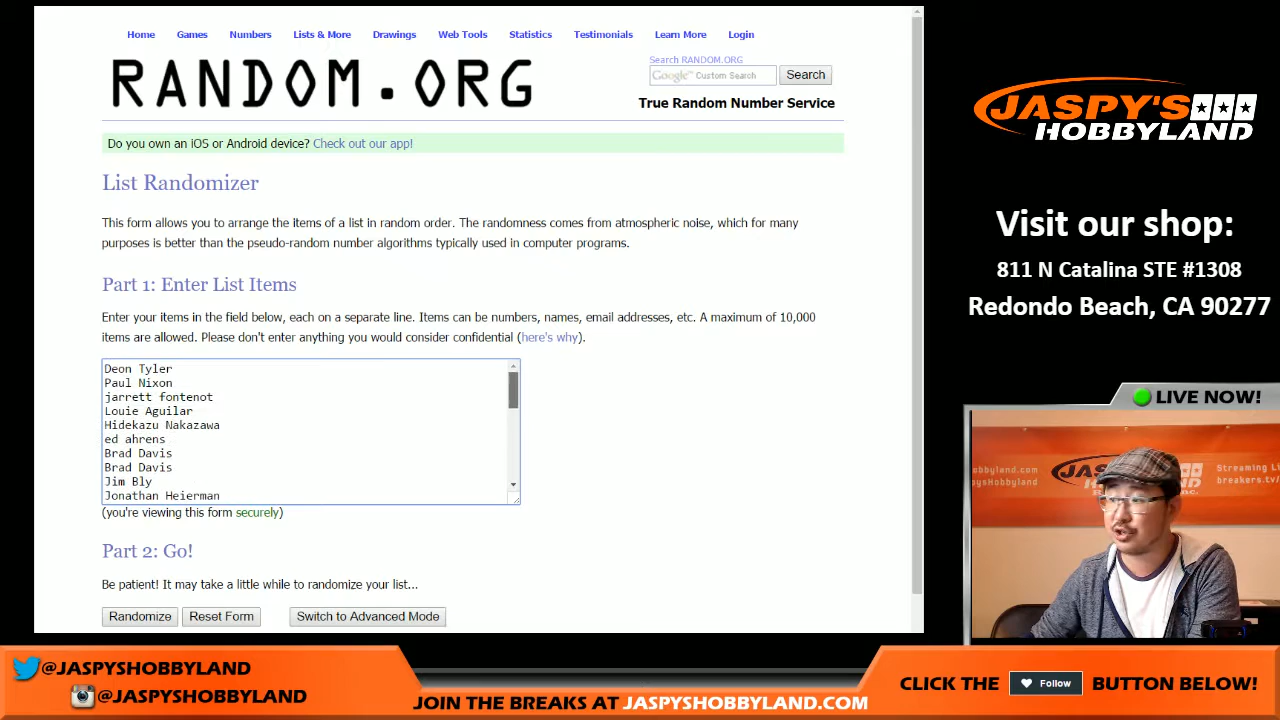 Home Games Numbers Lists & More Drawings Web Tools Statistics Testimonials Learn More Login
RANDOM.ORG
Search RANDOM.ORG
Google™ Custom Search Search
True Random Number Service
Do you own an iOS or Android device? Check out our app!
List Randomizer
This form allows you to arrange the items of a list in random order. The randomness comes from atmospheric noise, which for many
purposes is better than the pseudo-random number algorithms typically used in computer programs.
Part 1: Enter List Items
Enter your items in the field below, each on a separate line. Items can be numbers, names, email addresses, etc. A maximum of 10,000
items are allowed. Please don't enter anything you would consider confidential (here's why).
Deon Tyler
Paul Nixon
jarrett fontenot
Louie Aguilar
Hidekazu Nakazawa
ed ahrens
Brad Davis
Brad Davis
Jim Bly
Jonathan Heierman
(you're viewing this form securely)
Part 2: Go!
Be patient! It may take a little while to randomize your list...
Randomize Reset Form Switch to Advanced Mode
JASPY'S
HOBBYLAND
Visit our shop:
811 N Catalina STE #1308
Redondo Beach, CA 90277
LIVE NOW!
hobbyland.com
Streaming Li
breakers.tv/
@JASPYSHOBBYLAND
@JASPYSHOBBYLAND
JOIN THE BREAKS AT JASPYSHOBBYLAND.COM
CLICK THE Follow BUTTON BELOW!